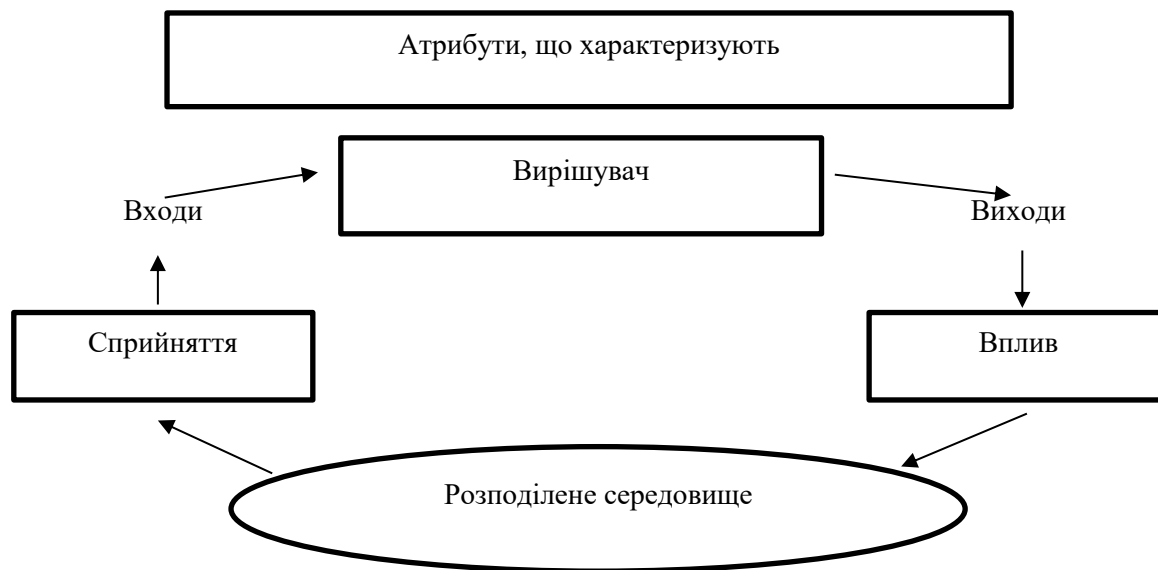 Атрибути, що характеризують
Вирішувач
Входи
Виходи
Сприйняття
Вплив
Розподілене середовище